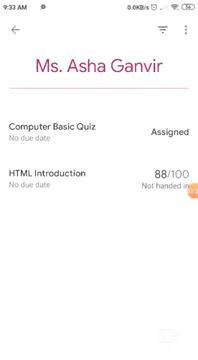 9:33 AM 0.0KB/s 56
Ms. Asha Ganvir
Computer Basic Quiz
Assigned
No due date
HTML Introduction
88/100
No due date
Not handed in